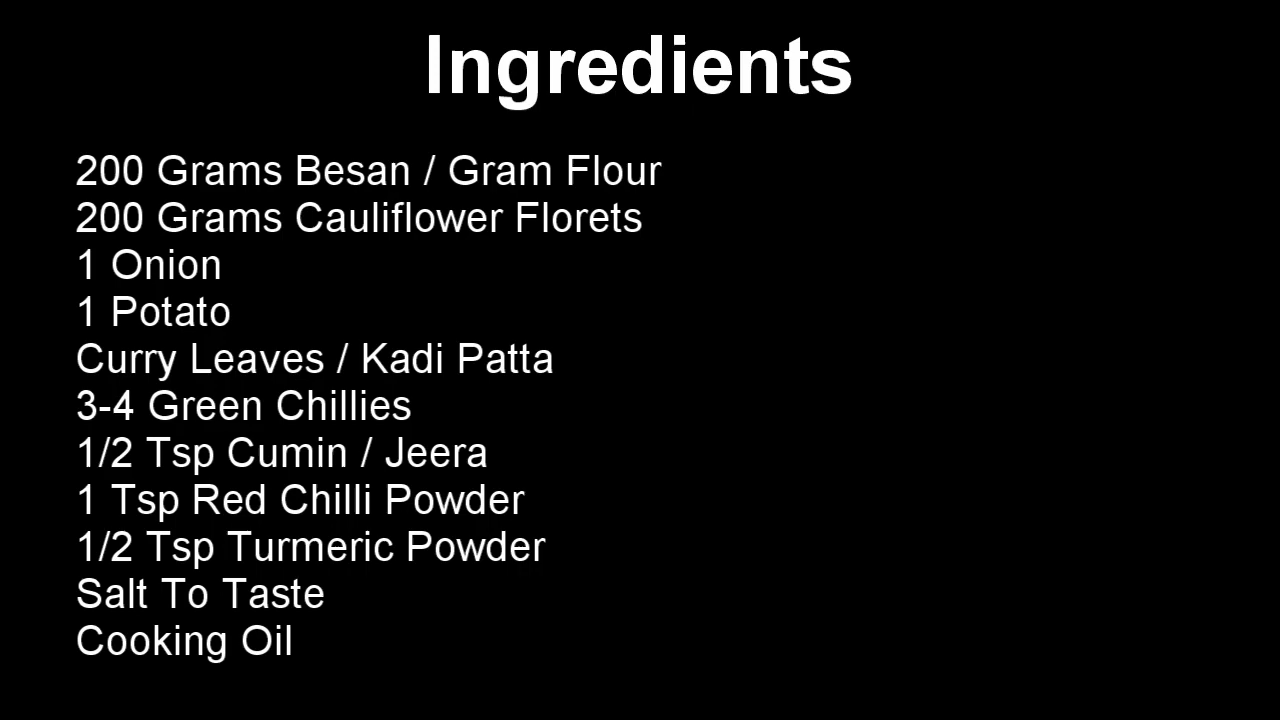 Ingredients
200 Grams Besan / Gram Flour
200 Grams Cauliflower Florets
1 Onion
1 Potato
Curry Leaves / Kadi Patta
3-4 Green Chillies
1/2 Tsp Cumin / Jeera
1 Tsp Red Chilli Powder
1/2 Tsp Turmeric Powder
Salt To Taste
Cooking Oil